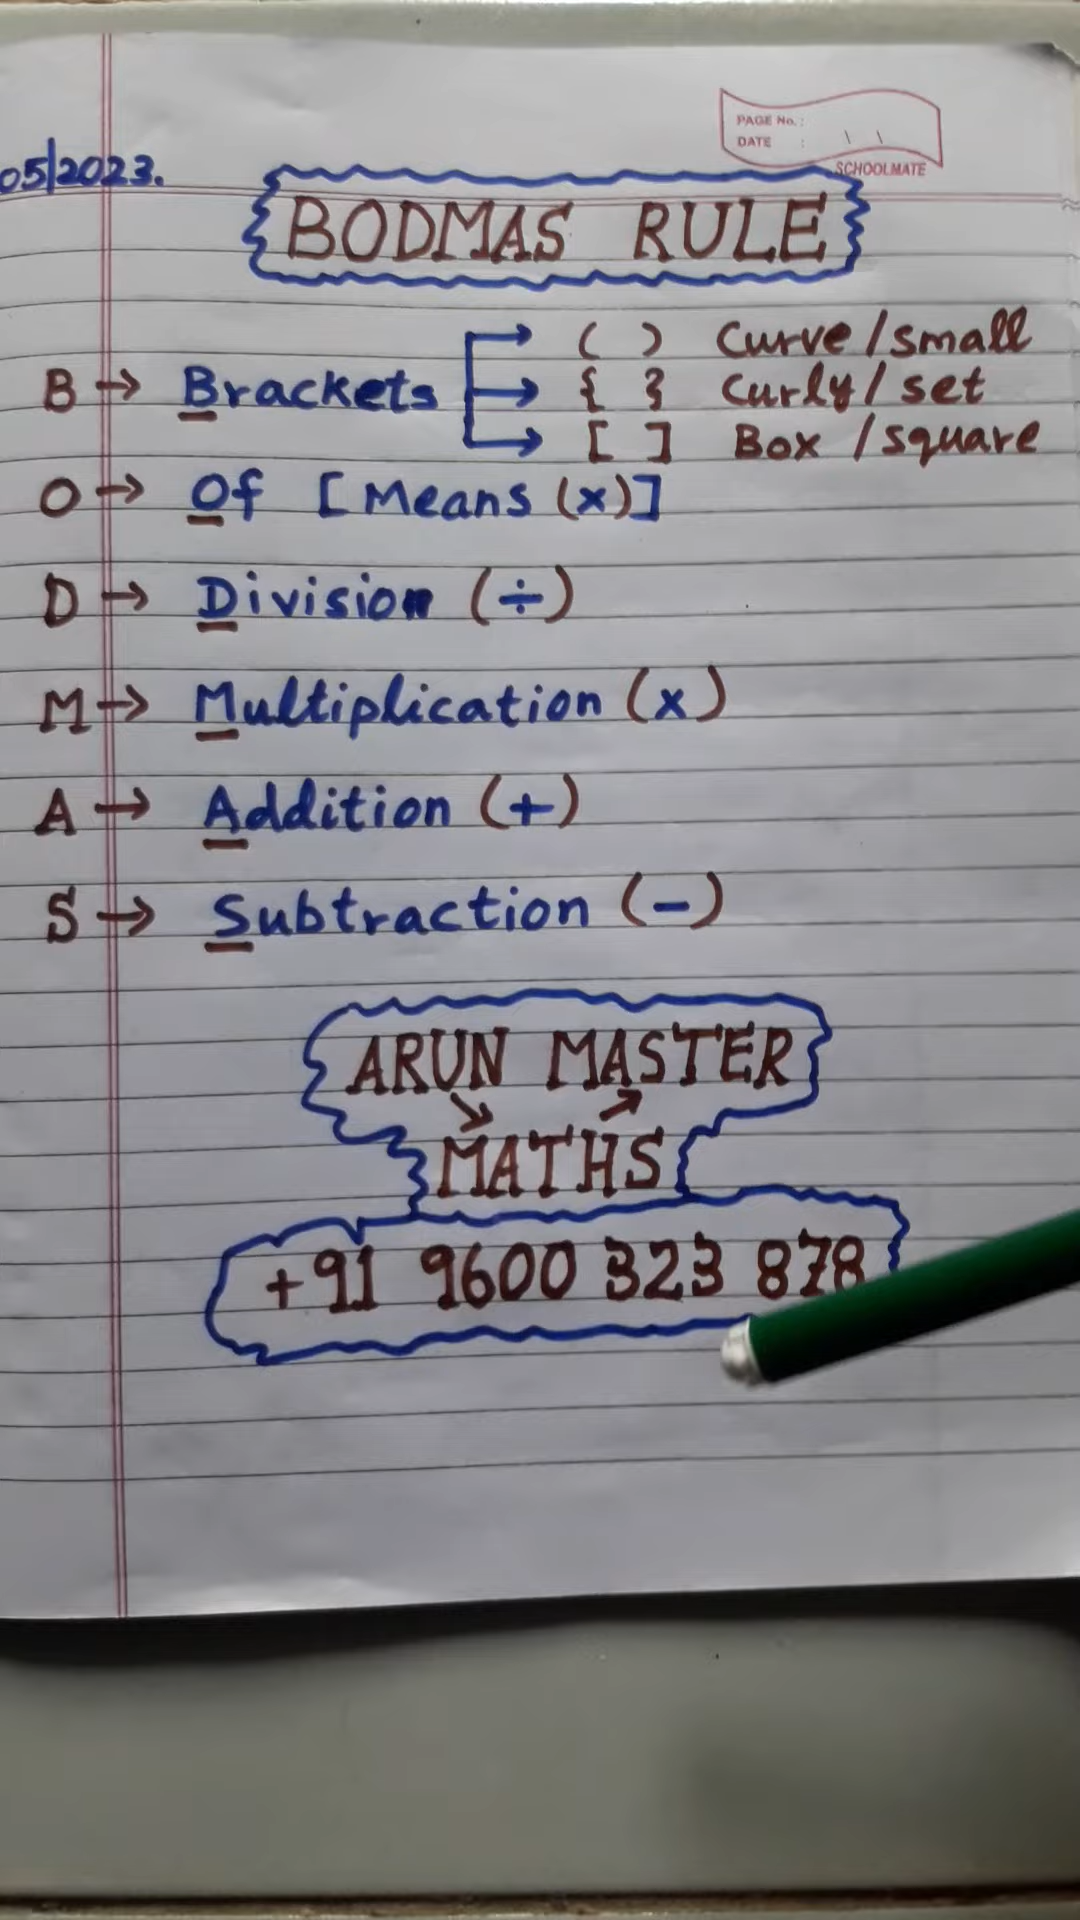 PAGE No. :
DATE : \ \
SCHOOLMATE
05/2023.
BODMAS RULE
( ) Curve/small
B → Brackets { } Curly/set
[ ] Box/square
O → Of [Means (x)]
D → Division (÷)
M → Multiplication (x)
A → Addition (+)
S → Subtraction (-)
ARUN MASTER
MATHS
+91 9600 323 878